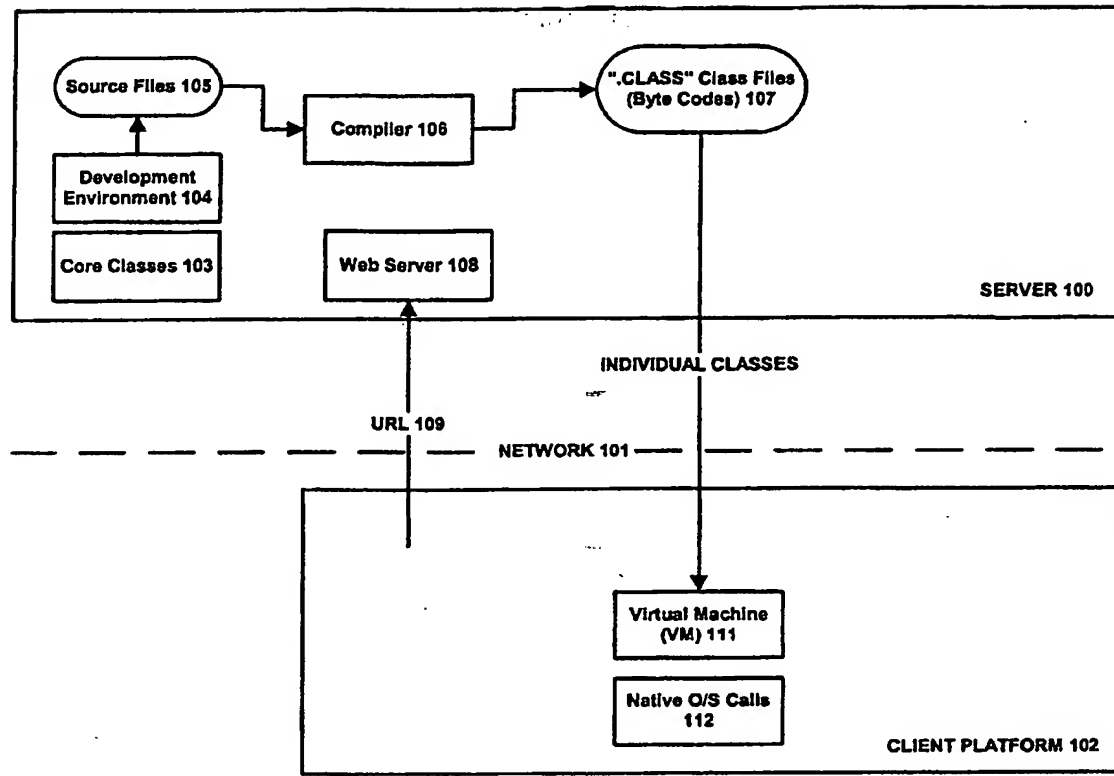 Source Files 105
Compiler 106
".CLASS" Class Files
(Byte Codes) 107
Development
Environment 104
Core Classes 103
Web Server 108
SERVER 100
INDIVIDUAL CLASSES
URL 109
NETWORK 101
Virtual Machine
(VM) 111
Native O/S Calls
112
CLIENT PLATFORM 102